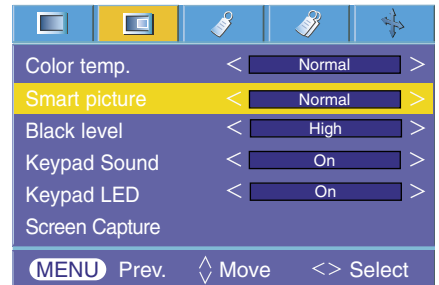 Color temp. < Normal >
Smart picture < Normal >
Black level < High >
Keypad Sound < On >
Keypad LED < On >
Screen Capture
MENU Prev. Move <> Select